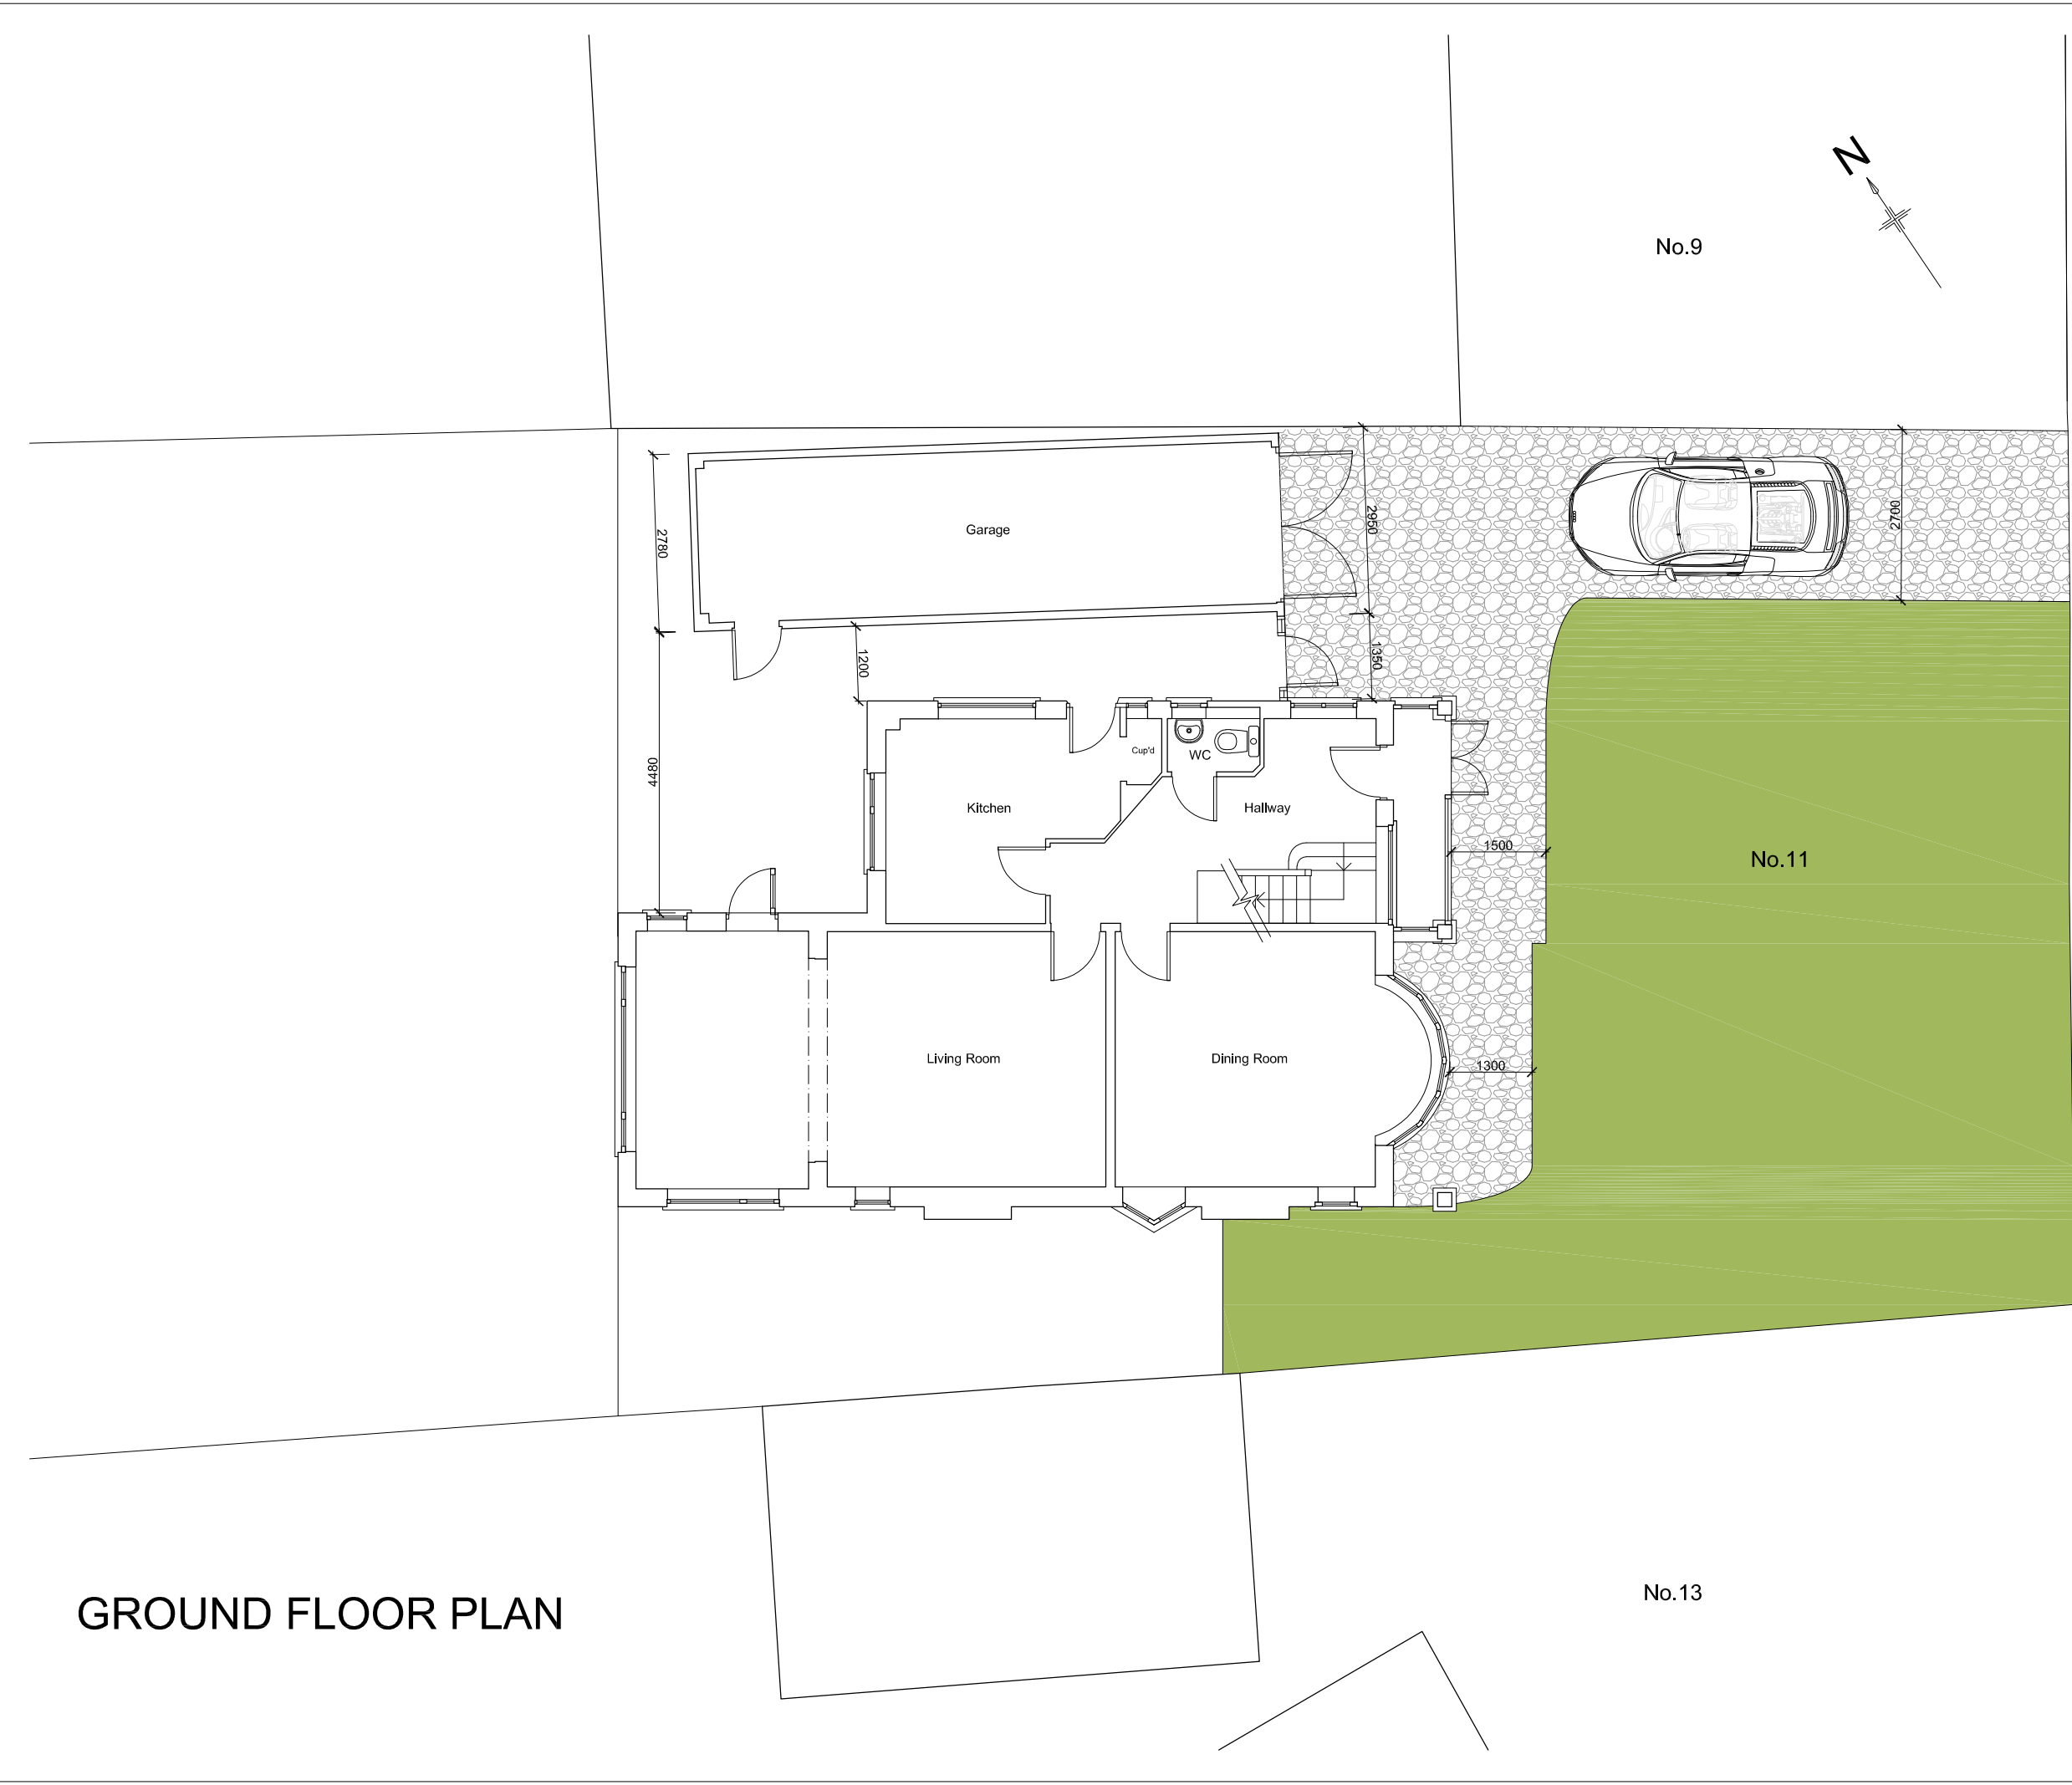 N
No.9
2950
2700
Garage
2780
1350
1200
Cup'd
WC
4480
Kitchen
Hallway
1500
No.11
Living Room
Dining Room
1300
No.13
GROUND FLOOR PLAN